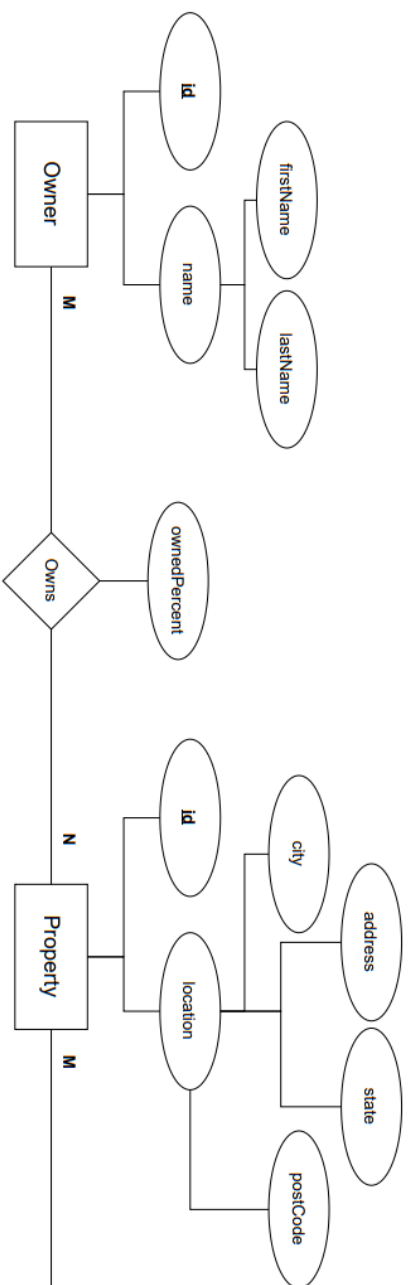 firstName
lastName
id
name
Owner
M
ownedPercent
Owns
address
state
city
postCode
id
location
N
Property
M